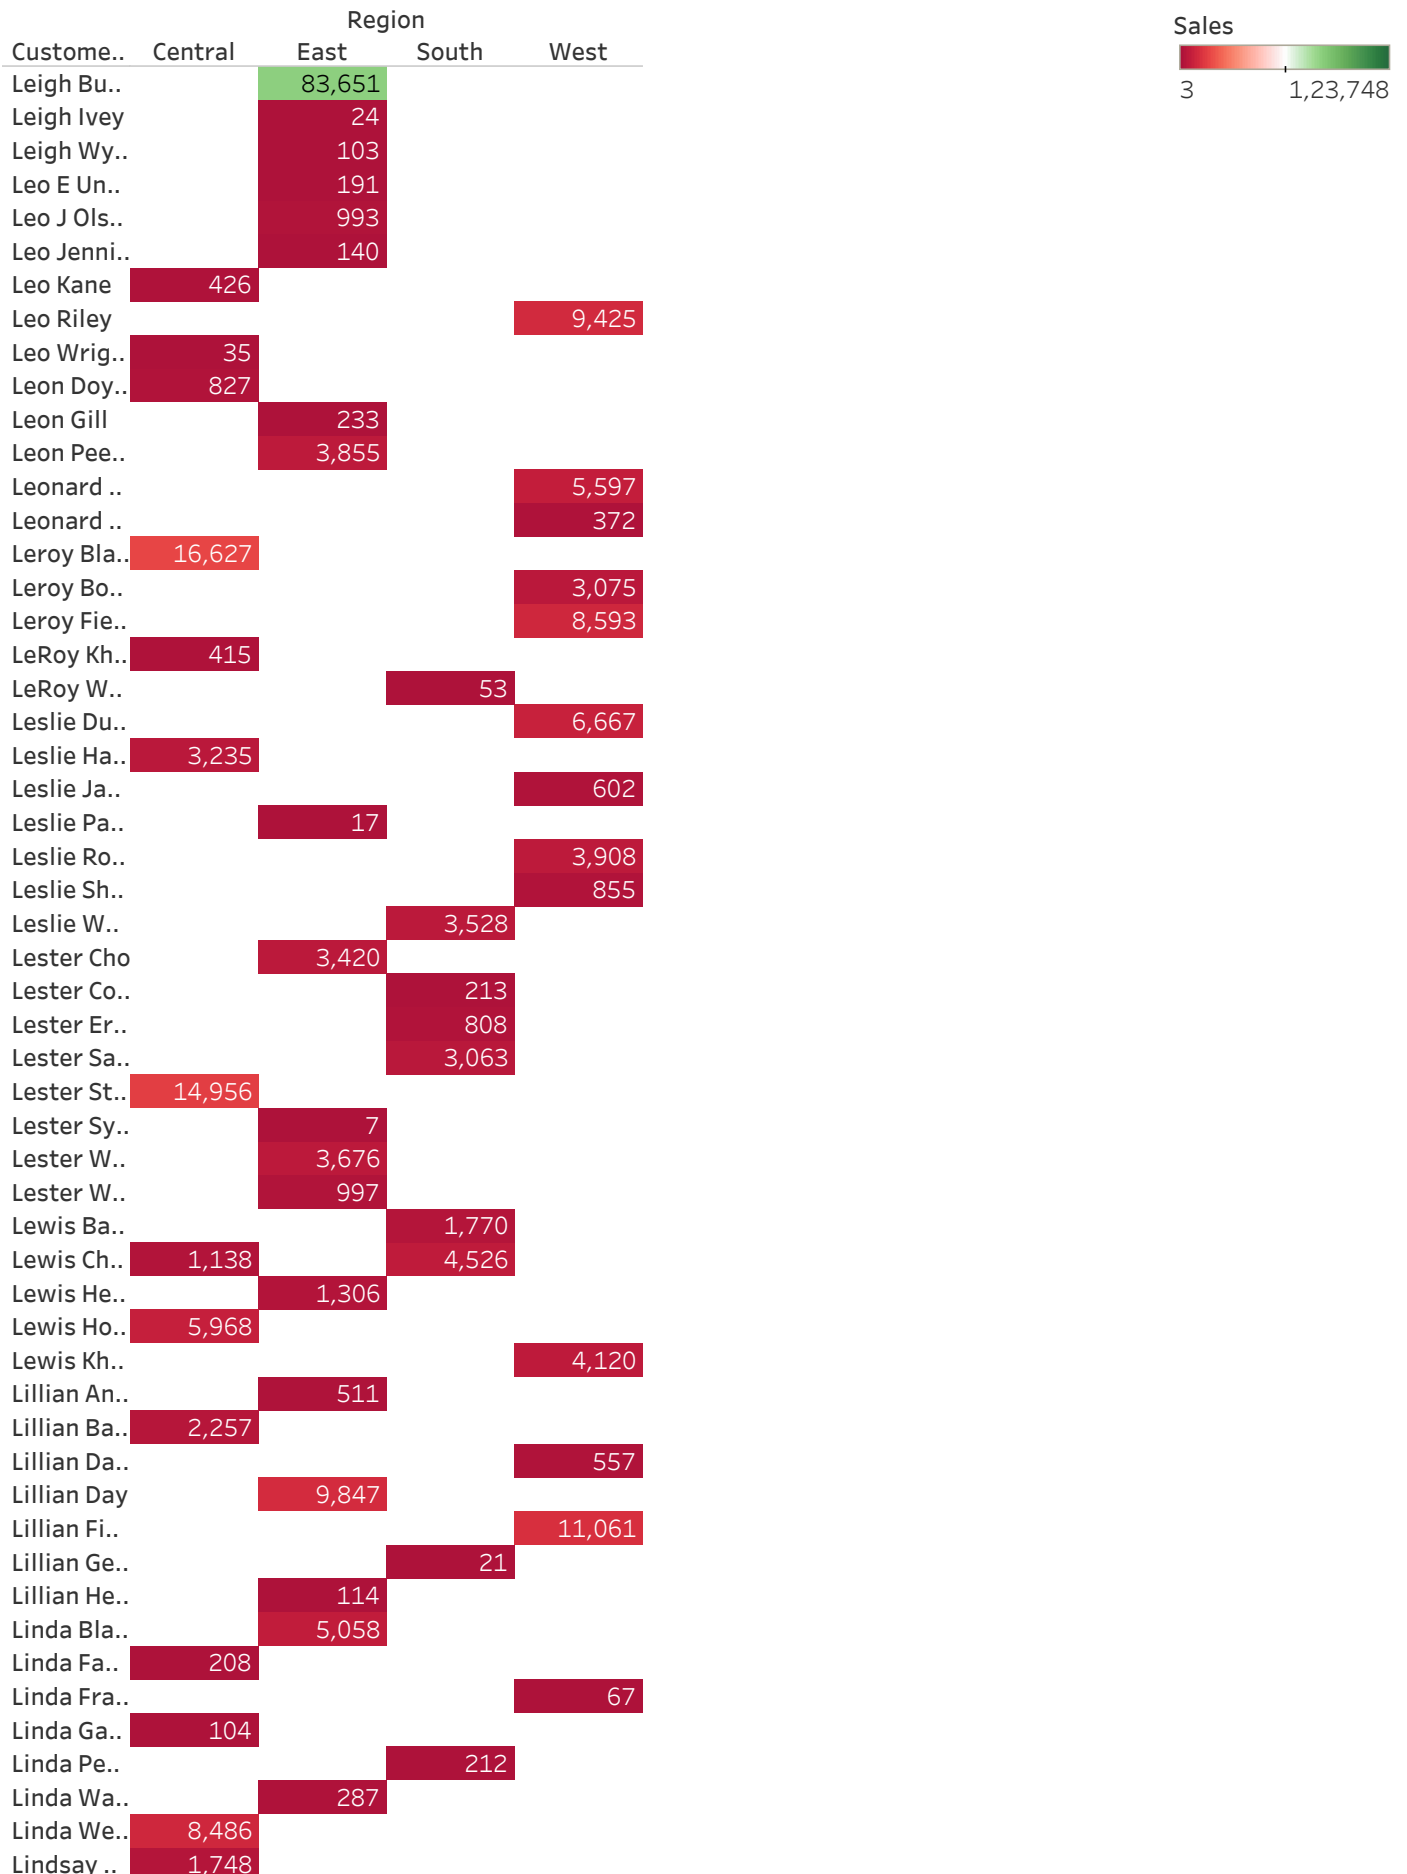 Region
Sales
Custome.. Central East South West
3 1,23,748
Leigh Bu.. 83,651
Leigh Ivey 24
Leigh Wy.. 103
Leo E Un.. 191
Leo J Ols.. 993
Leo Jenni.. 140
Leo Kane 426
Leo Riley 9,425
Leo Wrig.. 35
Leon Doy.. 827
Leon Gill 233
Leon Pee.. 3,855
Leonard .. 5,597
Leonard .. 372
Leroy Bla.. 16,627
Leroy Bo.. 3,075
Leroy Fie.. 8,593
LeRoy Kh.. 415
LeRoy W.. 53
Leslie Du.. 6,667
Leslie Ha.. 3,235
Leslie Ja.. 602
Leslie Pa.. 17
Leslie Ro.. 3,908
Leslie Sh.. 855
Leslie W.. 3,528
Lester Cho 3,420
Lester Co.. 213
Lester Er.. 808
Lester Sa.. 3,063
Lester St.. 14,956
Lester Sy.. 7
Lester W.. 3,676
Lester W.. 997
Lewis Ba.. 1,770
Lewis Ch.. 1,138 4,526
Lewis He.. 1,306
Lewis Ho.. 5,968
Lewis Kh.. 4,120
Lillian An.. 511
Lillian Ba.. 2,257
Lillian Da.. 557
Lillian Day 9,847
Lillian Fi.. 11,061
Lillian Ge.. 21
Lillian He.. 114
Linda Bla.. 5,058
Linda Fa.. 208
Linda Fra.. 67
Linda Ga.. 104
Linda Pe.. 212
Linda Wa.. 287
Linda We.. 8,486
Lindsay .. 1,748